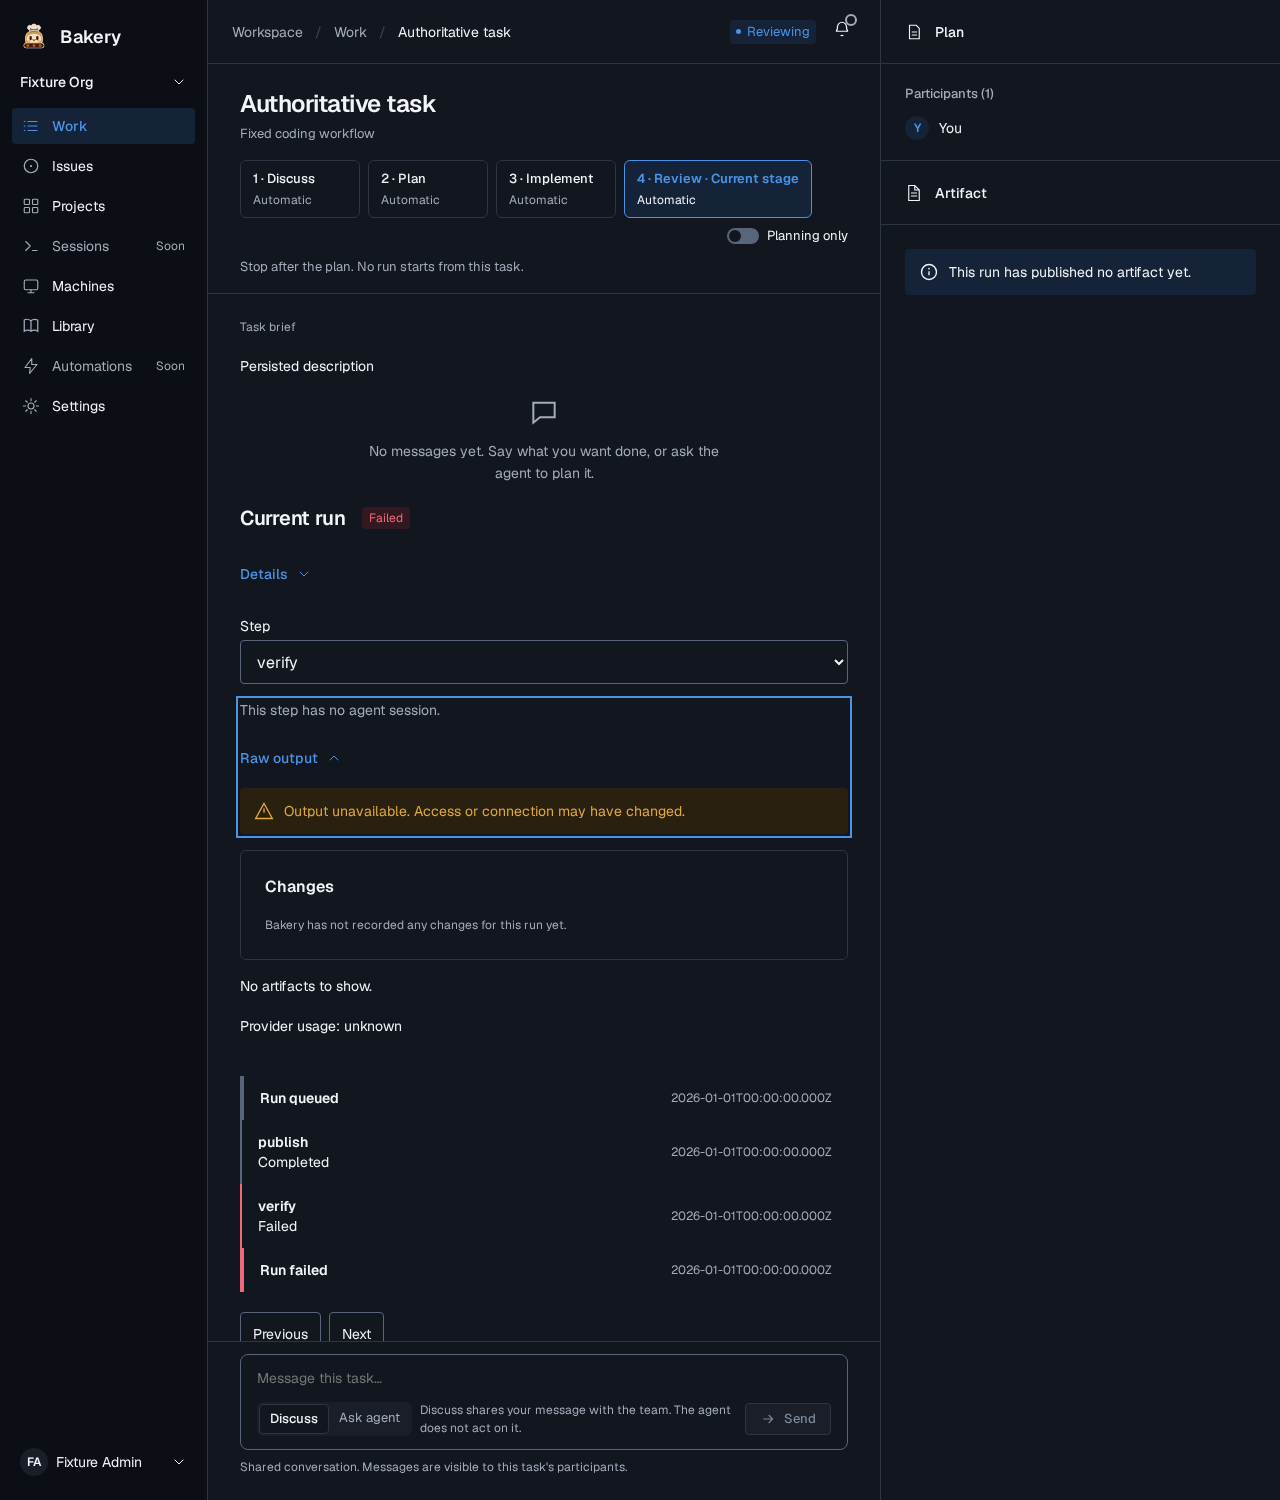 Bakery
Fixture Org
Work
Issues
Projects
Sessions Soon
Machines
Library
Automations Soon
Settings
FA Fixture Admin
Workspace / Work / Authoritative task
Reviewing
Authoritative task
Fixed coding workflow
1 · Discuss
Automatic
2 · Plan
Automatic
3 · Implement
Automatic
4 · Review · Current stage
Automatic
Planning only
Stop after the plan. No run starts from this task.
Task brief
Persisted description
No messages yet. Say what you want done, or ask the
agent to plan it.
Current run Failed
Details
Step
verify
This step has no agent session.
Raw output
Output unavailable. Access or connection may have changed.
Changes
Bakery has not recorded any changes for this run yet.
No artifacts to show.
Provider usage: unknown
Run queued 2026-01-01T00:00:00.000Z
publish
Completed
2026-01-01T00:00:00.000Z
verify
Failed
2026-01-01T00:00:00.000Z
Run failed 2026-01-01T00:00:00.000Z
Previous Next
Message this task...
Discuss Ask agent
Discuss shares your message with the team. The agent
does not act on it.
Send
Shared conversation. Messages are visible to this task's participants.
Plan
Participants (1)
Y You
Artifact
This run has published no artifact yet.